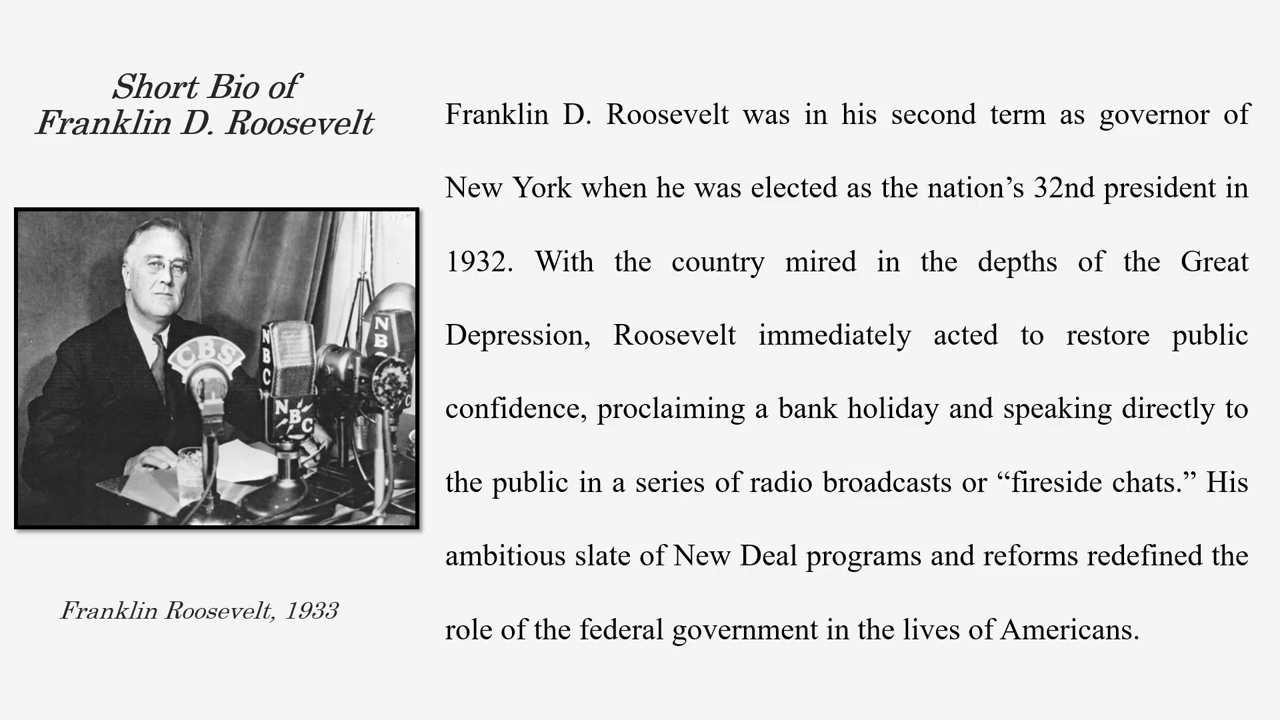 Short Bio of
Franklin D. Roosevelt
CBS
NBC
NBC
NBC
Franklin Roosevelt, 1933
Franklin D. Roosevelt was in his second term as governor of
New York when he was elected as the nation’s 32nd president in
1932. With the country mired in the depths of the Great
Depression, Roosevelt immediately acted to restore public
confidence, proclaiming a bank holiday and speaking directly to
the public in a series of radio broadcasts or “fireside chats.” His
ambitious slate of New Deal programs and reforms redefined the
role of the federal government in the lives of Americans.